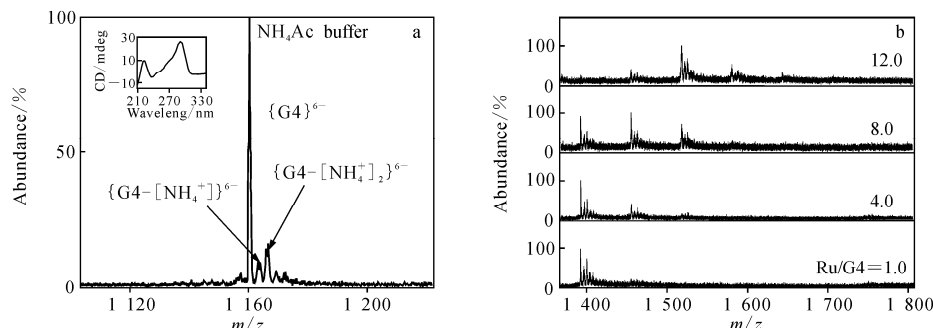 100
NH₄Ac buffer
a
CD/mdeg
30
10
−10
210 270 330
Waveleng/nm
{G4}⁶⁻
50
{G4-[NH₄⁺]₂}⁶⁻
{G4-[NH₄⁺]}⁶⁻
Abundance/%
0
1 120 1 160 1 200
m/z
b
100
12.0
0
100
8.0
0
100
4.0
0
100
Ru/G4=1.0
0
Abundance/%
1 400 1 500 1 600 1 700 1 800
m/z